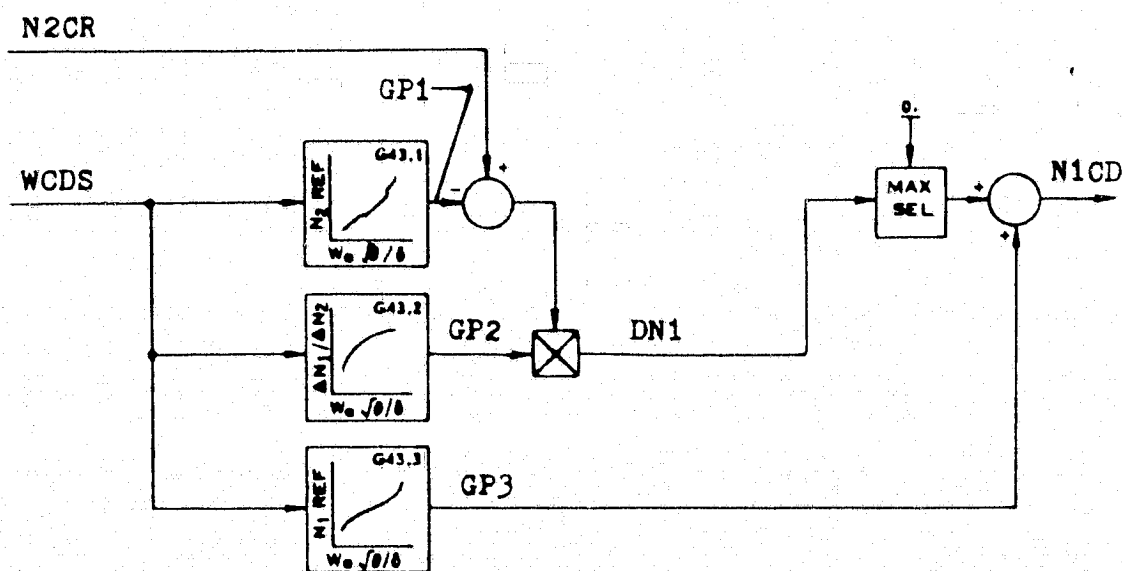 N2CR
GP1
0.
G43.1
N2 REF
WCDS
MAX
SEL
N1CD
Wa √θ/δ
G43.2
ΔN1/ΔN2
GP2
DN1
Wa √θ/δ
G43.3
N1 REF
GP3
Wa √θ/δ